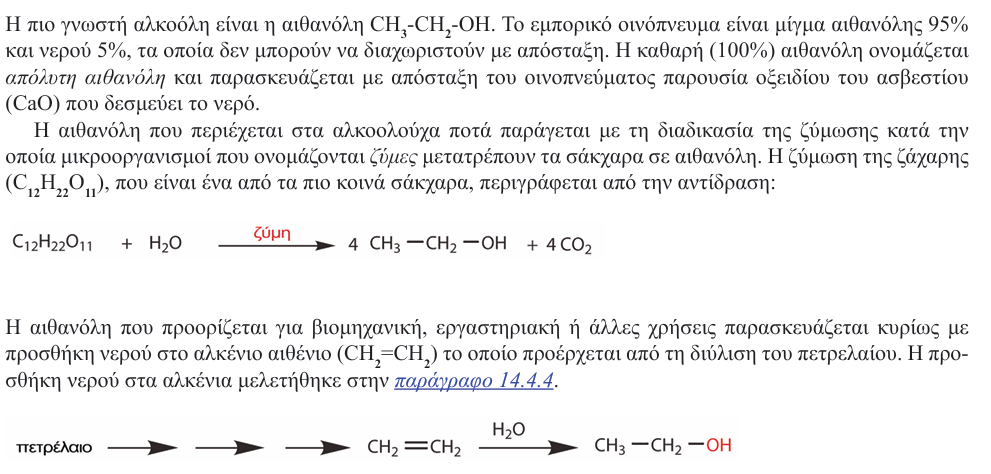 Η πιο γνωστή αλκοόλη είναι η αιθανόλη CH₃-CH₂-OH. Το εμπορικό οινόπνευμα είναι μίγμα αιθανόλης 95%
και νερού 5%, τα οποία δεν μπορούν να διαχωριστούν με απόσταξη. Η καθαρή (100%) αιθανόλη ονομάζεται
απόλυτη αιθανόλη και παρασκευάζεται με απόσταξη του οινοπνεύματος παρουσία οξειδίου του ασβεστίου
(CaO) που δεσμεύει το νερό.
Η αιθανόλη που περιέχεται στα αλκοολούχα ποτά παράγεται με τη διαδικασία της ζύμωσης κατά την
οποία μικροοργανισμοί που ονομάζονται ζύμες μετατρέπουν τα σάκχαρα σε αιθανόλη. Η ζύμωση της ζάχαρης
(C₁₂H₂₂O₁₁), που είναι ένα από τα πιο κοινά σάκχαρα, περιγράφεται από την αντίδραση:
C₁₂H₂₂O₁₁ + H₂O ζύμη 4 CH₃—CH₂—OH + 4 CO₂
Η αιθανόλη που προορίζεται για βιομηχανική, εργαστηριακή ή άλλες χρήσεις παρασκευάζεται κυρίως με
προσθήκη νερού στο αλκένιο αιθένιο (CH₂=CH₂) το οποίο προέρχεται από τη διύλιση του πετρελαίου. Η προ-
σθήκη νερού στα αλκένια μελετήθηκε στην παράγραφο 14.4.4.
πετρέλαιο CH₂=CH₂ H₂O CH₃—CH₂—OH